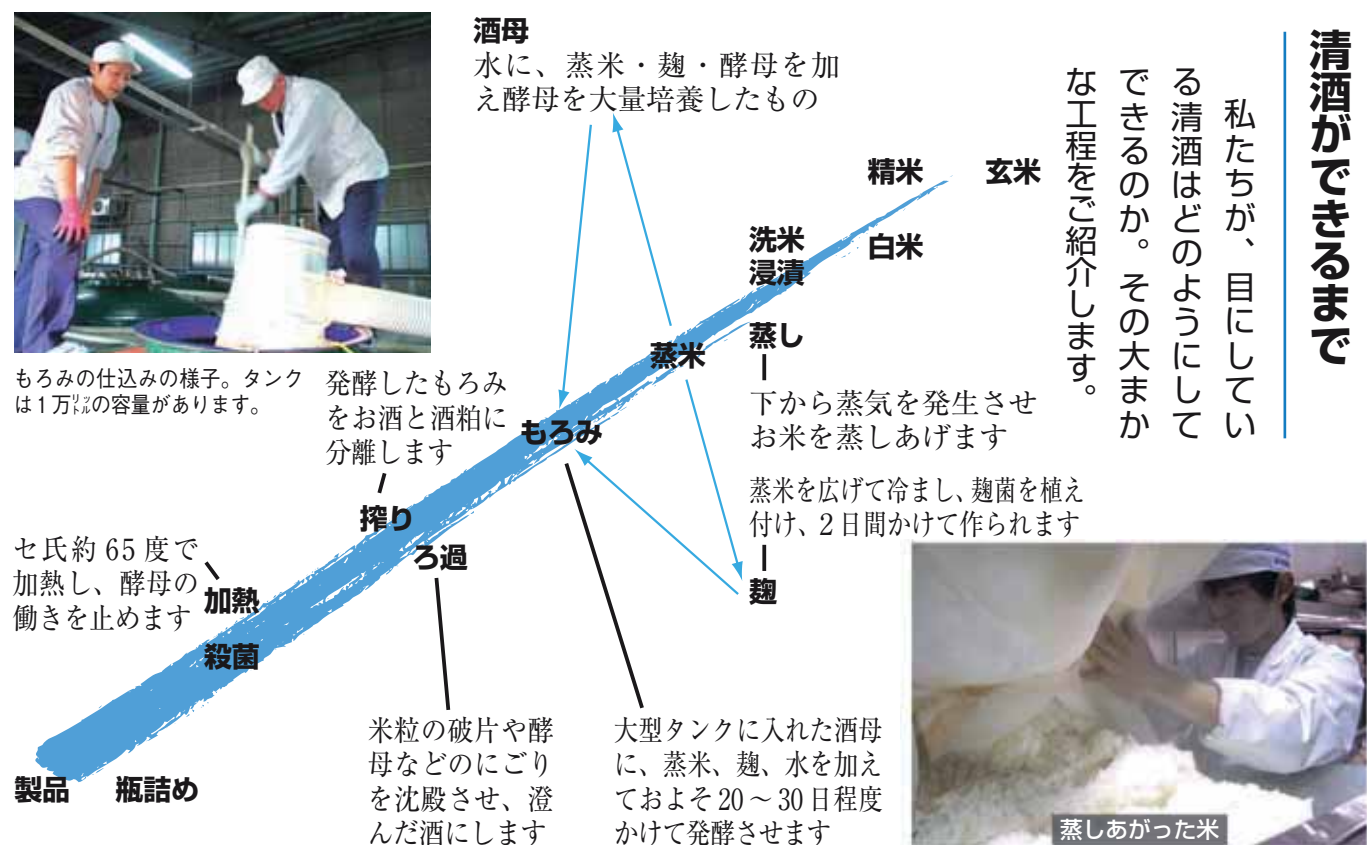 清酒ができるまで
私たちが、目にしてい
る清酒はどのようにして
できるのか。その大まか
な工程をご紹介します。
玄米
精米
白米
洗米
浸漬
蒸し
下から蒸気を発生させ
お米を蒸しあげます
蒸米
酒母
水に、蒸米・麹・酵母を加
え酵母を大量培養したもの
蒸米を広げて冷まし、麹菌を植え
付け、2日間かけて作られます
麹
もろみ
大型タンクに入れた酒母
に、蒸米、麹、水を加え
ておよそ20～30日程度
かけて発酵させます
発酵したもろみ
をお酒と酒粕に
分離します
搾り
ろ過
米粒の破片や酵
母などのにごり
を沈殿させ、澄
んだ酒にします
セ氏約65度で
加熱し、酵母の
働きを止めます
加熱
殺菌
瓶詰め
製品
もろみの仕込みの様子。タンク
は1万㍑の容量があります。
蒸しあがった米